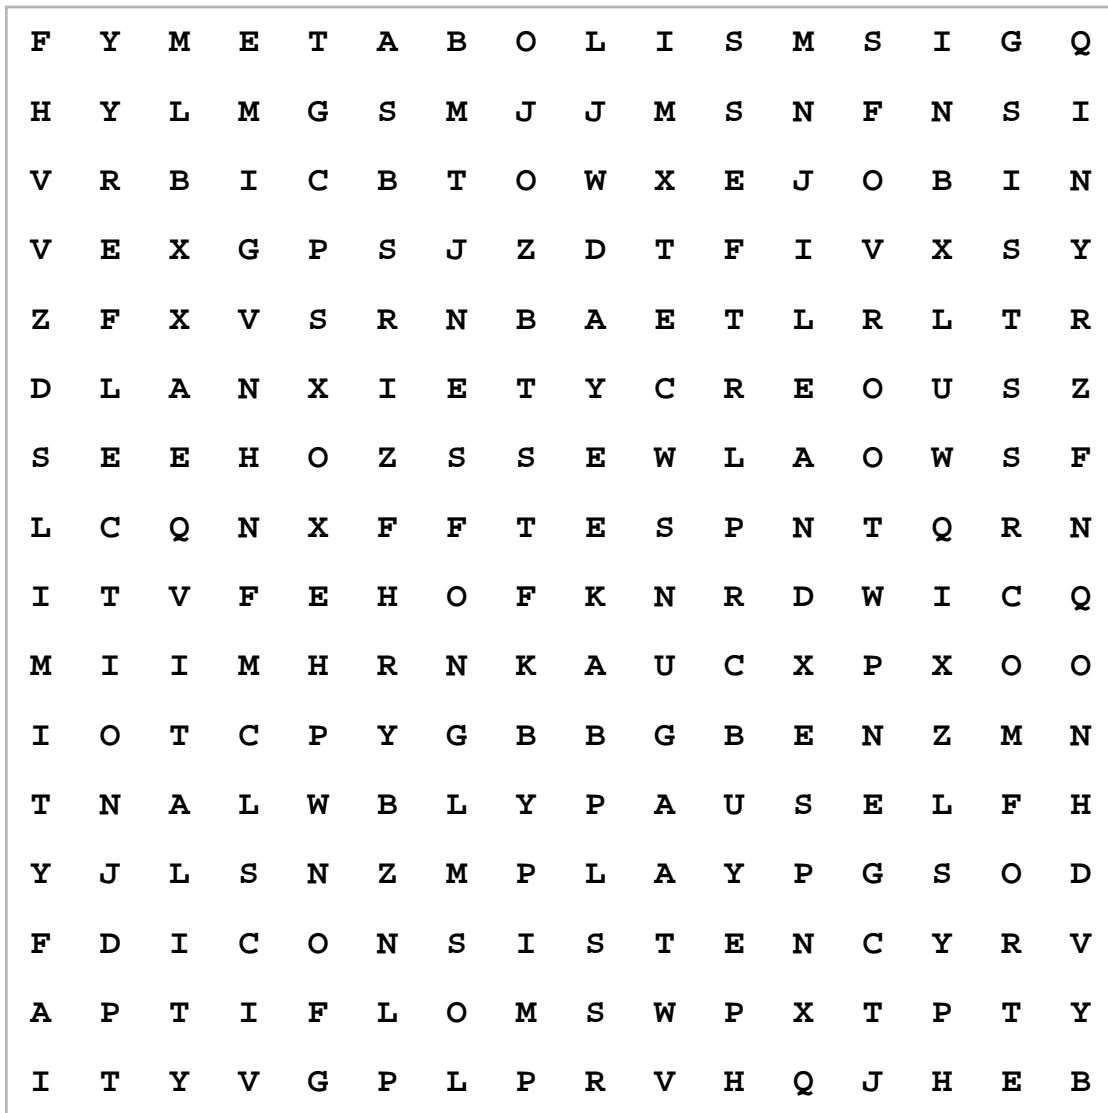 F Y M E T A B O L I S M S I G Q
H Y L M G S M J J M S N F N S I
V R B I C B T O W X E J O B I N
V E X G P S J Z D T F I V X S Y
Z F X V S R N B A E T L R L T R
D L A N X I E T Y C R E O U S Z
S E E H O Z S S E W L A O W S F
L C Q N X F F T E S P N T Q R N
I T V F E H O F K N R D W I C Q
M I I M H R N K A U C X P X O O
I O T C P Y G B B G B E N Z M N
T N A L W B L Y P A U S E L F H
Y J L S N Z M P L A Y P G S O D
F D I C O N S I S T E N C Y R V
A P T I F L O M S W P X T P T Y
I T Y V G P L P R V H Q J H E B